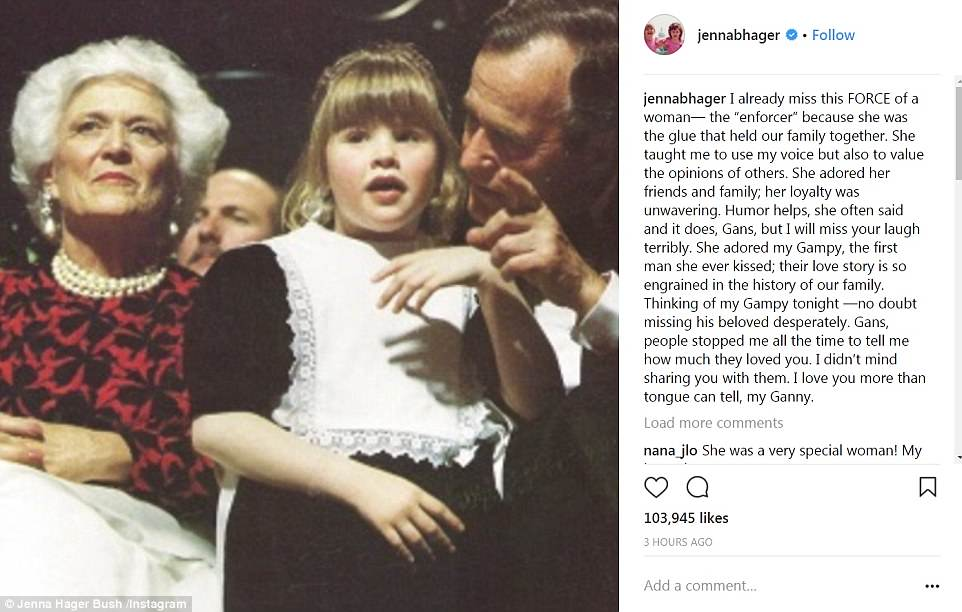 jennabhager • Follow
jennabhager I already miss this FORCE of a
woman— the “enforcer” because she was
the glue that held our family together. She
taught me to use my voice but also to value
the opinions of others. She adored her
friends and family; her loyalty was
unwavering. Humor helps, she often said
and it does, Gans, but I will miss your laugh
terribly. She adored my Gampy, the first
man she ever kissed; their love story is so
engrained in the history of our family.
Thinking of my Gampy tonight —no doubt
missing his beloved desperately. Gans,
people stopped me all the time to tell me
how much they loved you. I didn’t mind
sharing you with them. I love you more than
tongue can tell, my Ganny.
Load more comments
nana_jlo She was a very special woman! My
103,945 likes
3 HOURS AGO
Add a comment...
© Jenna Hager Bush /Instagram